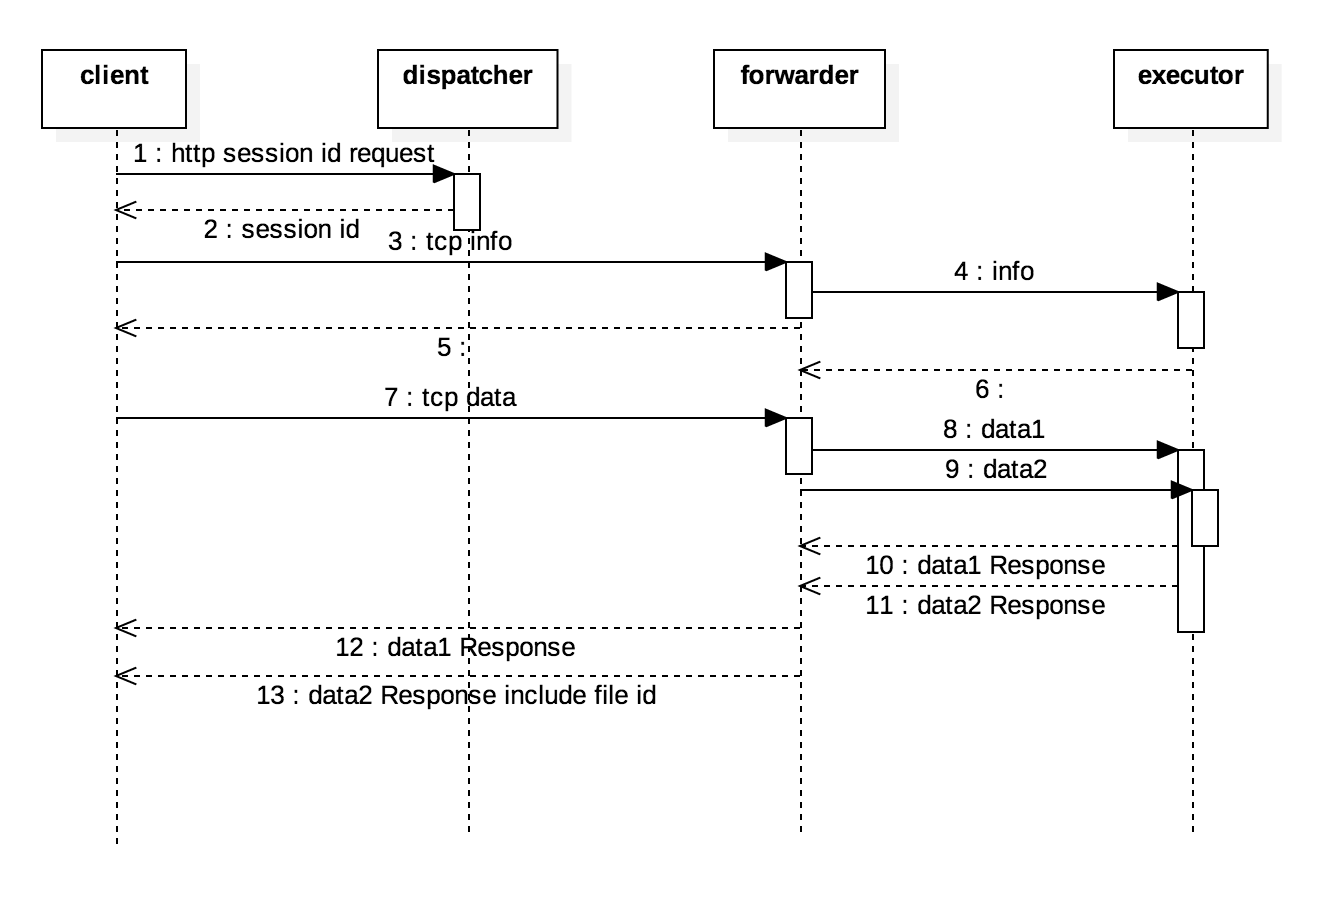 client
dispatcher
forwarder
executor
1 : http session id request
2 : session id
3 : tcp info
4 : info
5 :
6 :
7 : tcp data
8 : data1
9 : data2
10 : data1 Response
11 : data2 Response
12 : data1 Response
13 : data2 Response include file id